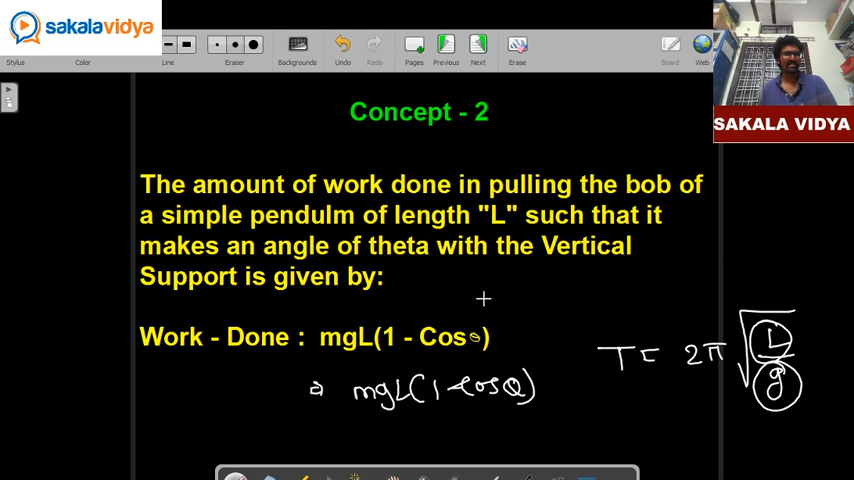 sakalavidya
Stylus
Color
Line
Eraser
Backgrounds
Undo
Redo
Pages
Previous
Next
Erase
Board
Web
SAKALA VIDYA
Concept - 2
The amount of work done in pulling the bob of
a simple pendulm of length "L" such that it
makes an angle of theta with the Vertical
Support is given by:
Work - Done : mgL(1 - Cosθ)
mgL(1-cosθ)
T = 2π √(L/g)